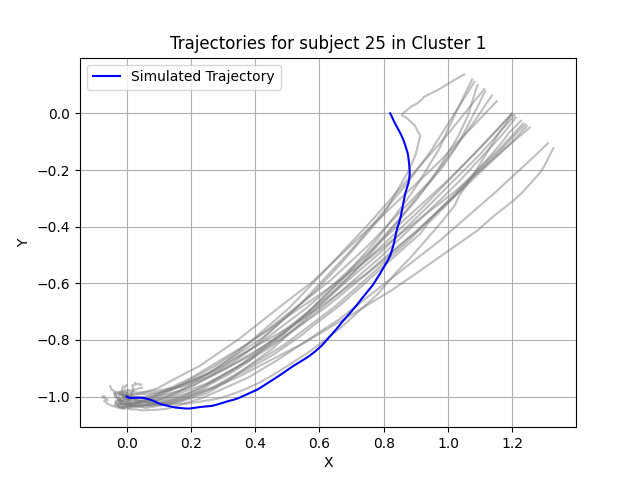 Trajectories for subject 25 in Cluster 1
Simulated Trajectory
0.0
−0.2
−0.4
−0.6
−0.8
−1.0
Y
0.0 0.2 0.4 0.6 0.8 1.0 1.2
X